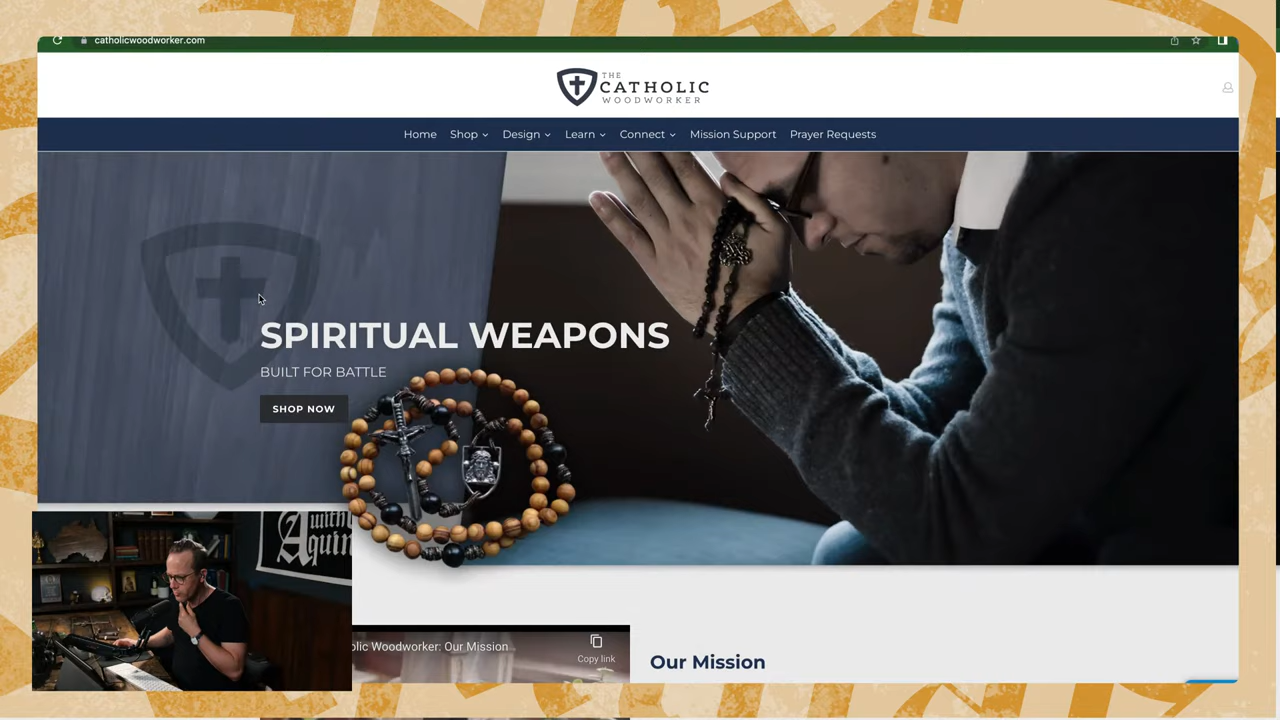 catholicwoodworker.com
THE
CATHOLIC
WOODWORKER
Home Shop Design Learn Connect Mission Support Prayer Requests
SPIRITUAL WEAPONS
BUILT FOR BATTLE
SHOP NOW
olic Woodworker: Our Mission
Copy link
Our Mission